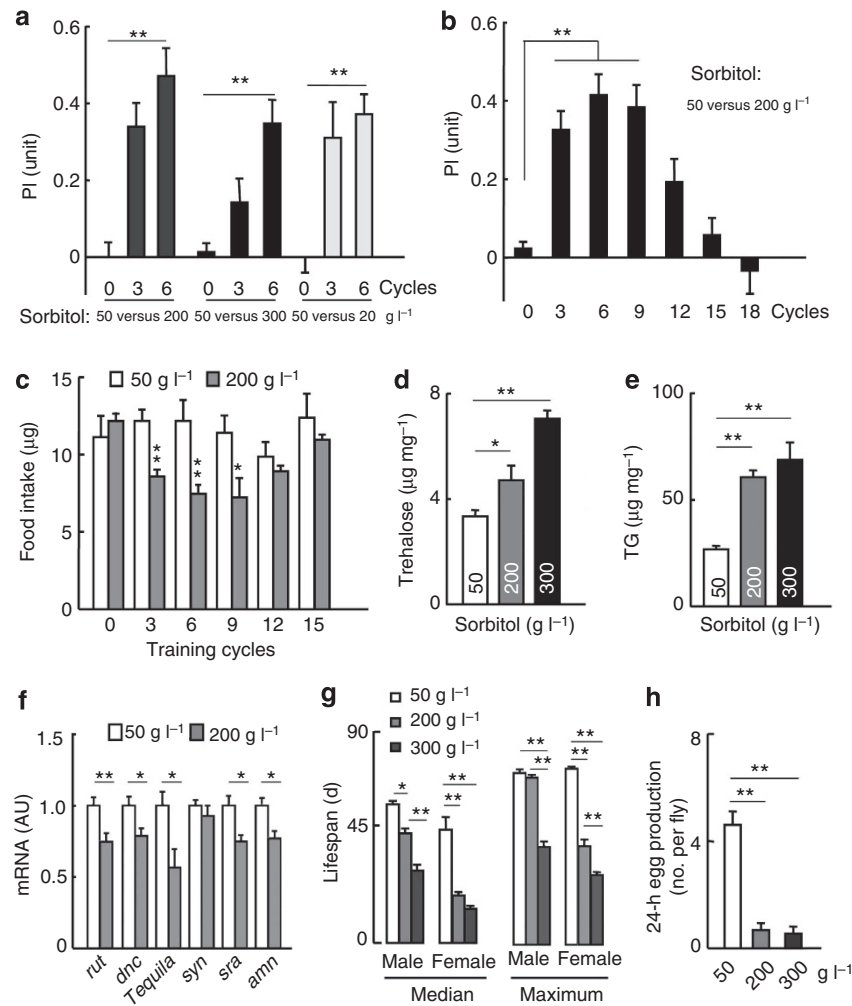 a
0.6
0.4
0.2
0
PI (unit)
**
**
**
0 3 6 0 3 6 0 3 6 Cycles
Sorbitol: 50 versus 200 50 versus 300 50 versus 20 g l⁻¹
b
0.6
0.4
0.2
0
PI (unit)
**
Sorbitol:
50 versus 200 g l⁻¹
0 3 6 9 12 15 18 Cycles
c
50 g l⁻¹ 200 g l⁻¹
15
10
5
0
Food intake (µg)
**
**
*
0 3 6 9 12 15
Training cycles
d
8
4
0
Trehalose (µg mg⁻¹)
**
*
50 200 300
Sorbitol (g l⁻¹)
e
100
50
0
TG (µg mg⁻¹)
**
**
50 200 300
Sorbitol (g l⁻¹)
f
50 g l⁻¹ 200 g l⁻¹
1.5
1.0
0.5
0
mRNA (AU)
** * * * *
rut dnc Tequila syn sra amn
g
50 g l⁻¹
200 g l⁻¹
300 g l⁻¹
90
45
0
Lifespan (d)
* ** ** **
** ** ** ** **
Male Female Male Female
Median Maximum
h
8
4
0
24-h egg production
(no. per fly)
**
**
50 200 300 g l⁻¹